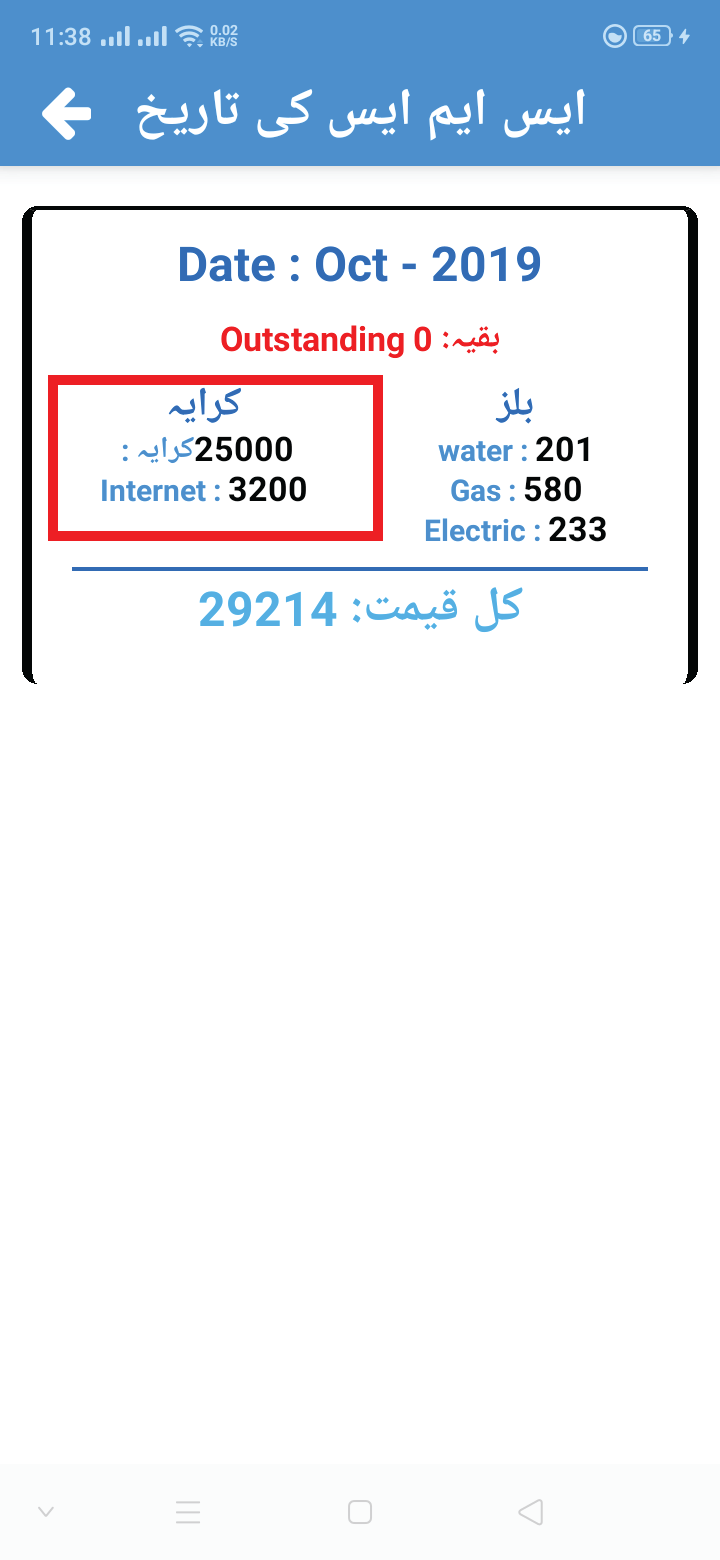 11:38 0.02 KB/S 65
ایس ایم ایس کی تاریخ
Date : Oct - 2019
Outstanding 0 بقیہ:
کرایہ
کرایہ : 25000
Internet : 3200
بلز
water : 201
Gas : 580
Electric : 233
کل قیمت: 29214